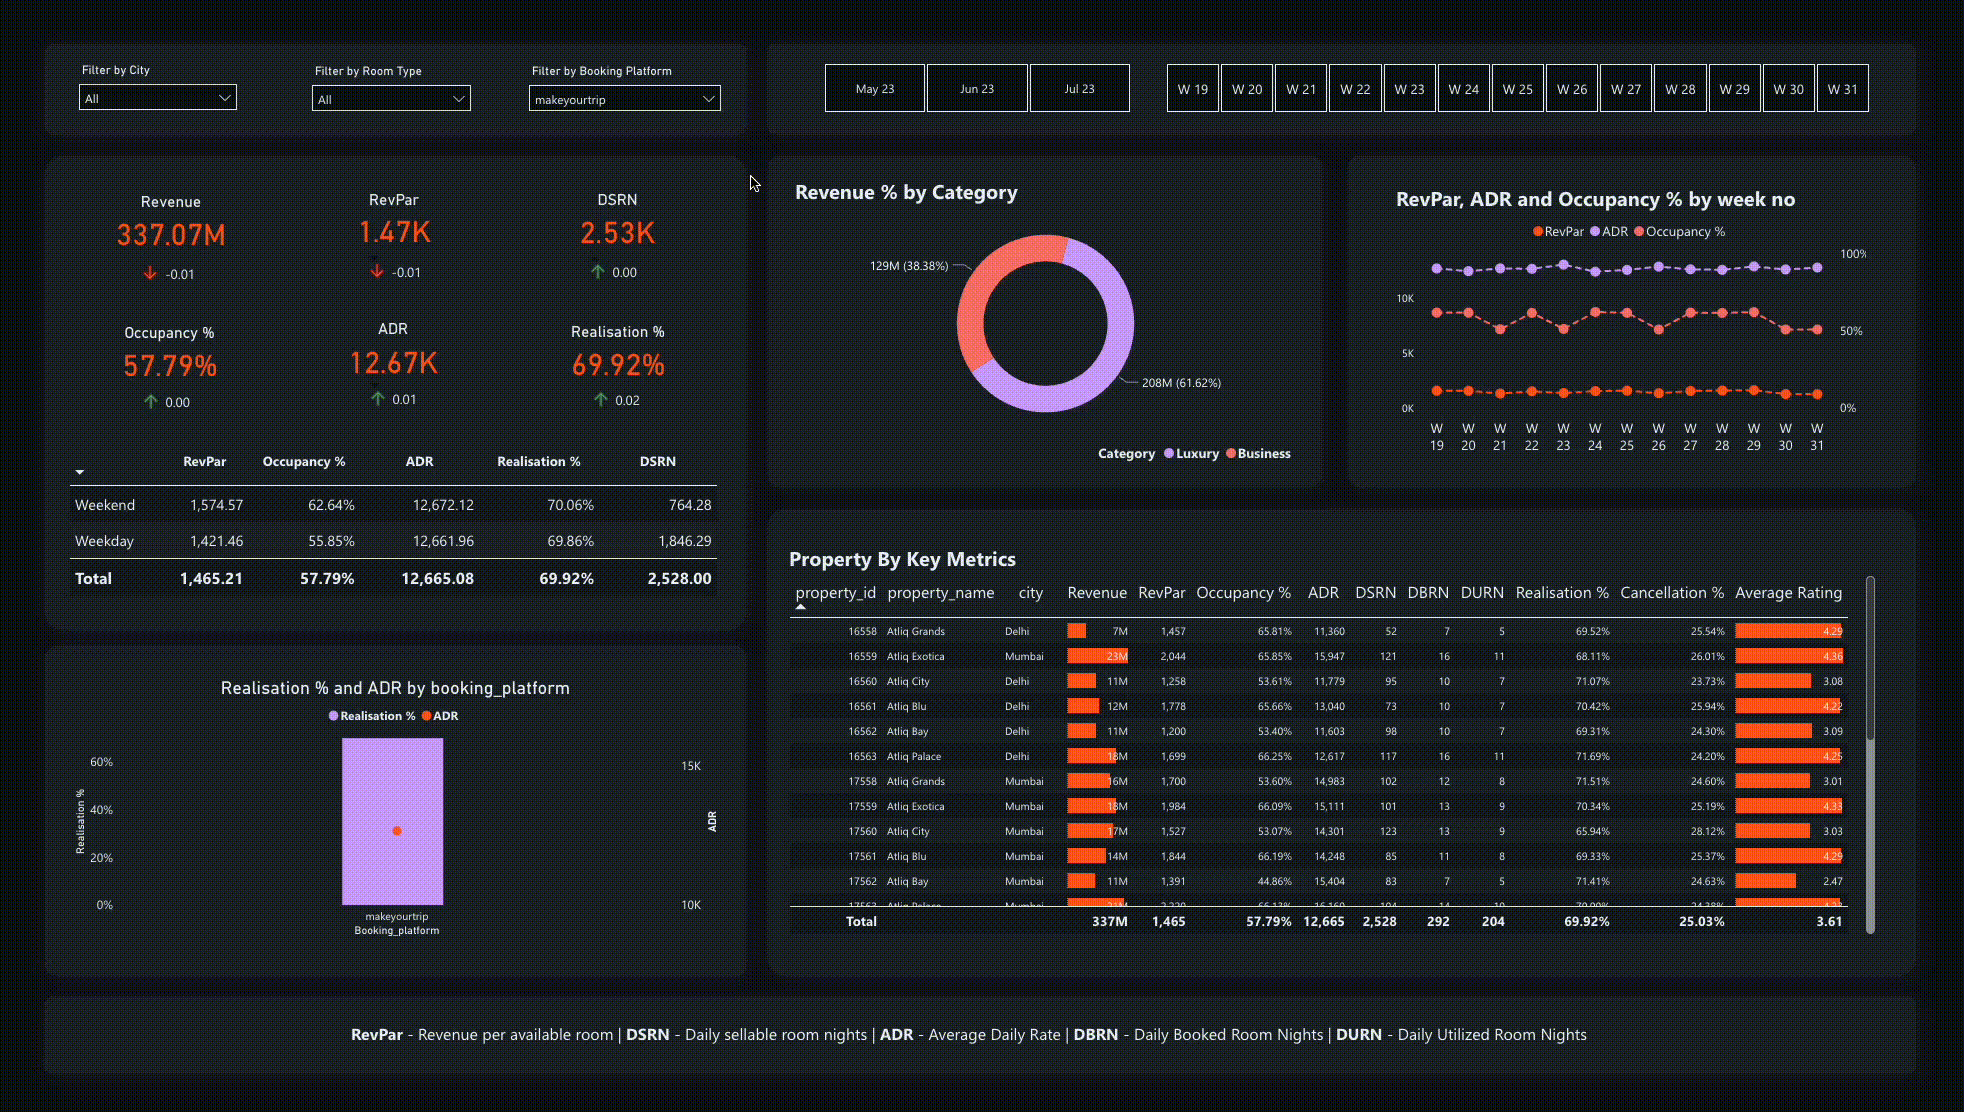 Filter by City
All
Filter by Room Type
All
Filter by Booking Platform
makeyourtrip
May 23 Jun 23 Jul 23
W 19 W 20 W 21 W 22 W 23 W 24 W 25 W 26 W 27 W 28 W 29 W 30 W 31
Revenue
337.07M
-0.01
RevPar
1.47K
-0.01
DSRN
2.53K
0.00
Occupancy %
57.79%
0.00
ADR
12.67K
0.01
Realisation %
69.92%
0.02
RevPar Occupancy % ADR Realisation % DSRN
Weekend 1,574.57 62.64% 12,672.12 70.06% 764.28
Weekday 1,421.46 55.85% 12,661.96 69.86% 1,846.29
Total 1,465.21 57.79% 12,665.08 69.92% 2,528.00
Revenue % by Category
129M (38.38%)
208M (61.62%)
Category Luxury Business
RevPar, ADR and Occupancy % by week no
RevPar ADR Occupancy %
100%
10K
50%
5K
0K
0%
W 19 W 20 W 21 W 22 W 23 W 24 W 25 W 26 W 27 W 28 W 29 W 30 W 31
Realisation % and ADR by booking_platform
Realisation % ADR
Realisation %
60%
40%
20%
0%
15K
10K
ADR
makeyourtrip
Booking_platform
Property By Key Metrics
property_id property_name city Revenue RevPar Occupancy % ADR DSRN DBRN DURN Realisation % Cancellation % Average Rating
16558 Atliq Grands Delhi 7M 1,457 65.81% 11,360 52 7 5 69.52% 25.54% 4.29
16559 Atliq Exotica Mumbai 23M 2,044 65.85% 15,947 121 16 11 68.11% 26.01% 4.36
16560 Atliq City Delhi 11M 1,258 53.61% 11,779 95 10 7 71.07% 23.73% 3.08
16561 Atliq Blu Delhi 12M 1,778 65.66% 13,040 73 10 7 70.42% 25.94% 4.22
16562 Atliq Bay Delhi 11M 1,200 53.40% 11,603 98 10 7 69.31% 24.30% 3.09
16563 Atliq Palace Delhi 18M 1,699 66.25% 12,617 117 16 11 71.69% 24.20% 4.25
17558 Atliq Grands Mumbai 16M 1,700 53.60% 14,983 102 12 8 71.51% 24.60% 3.01
17559 Atliq Exotica Mumbai 18M 1,984 66.09% 15,111 101 13 9 70.34% 25.19% 4.33
17560 Atliq City Mumbai 17M 1,527 53.07% 14,301 123 13 9 65.94% 28.12% 3.03
17561 Atliq Blu Mumbai 14M 1,844 66.19% 14,248 85 11 8 69.33% 25.37% 4.29
17562 Atliq Bay Mumbai 11M 1,391 44.86% 15,404 83 7 5 71.41% 24.63% 2.47
Total 337M 1,465 57.79% 12,665 2,528 292 204 69.92% 25.03% 3.61
RevPar - Revenue per available room | DSRN - Daily sellable room nights | ADR - Average Daily Rate | DBRN - Daily Booked Room Nights | DURN - Daily Utilized Room Nights